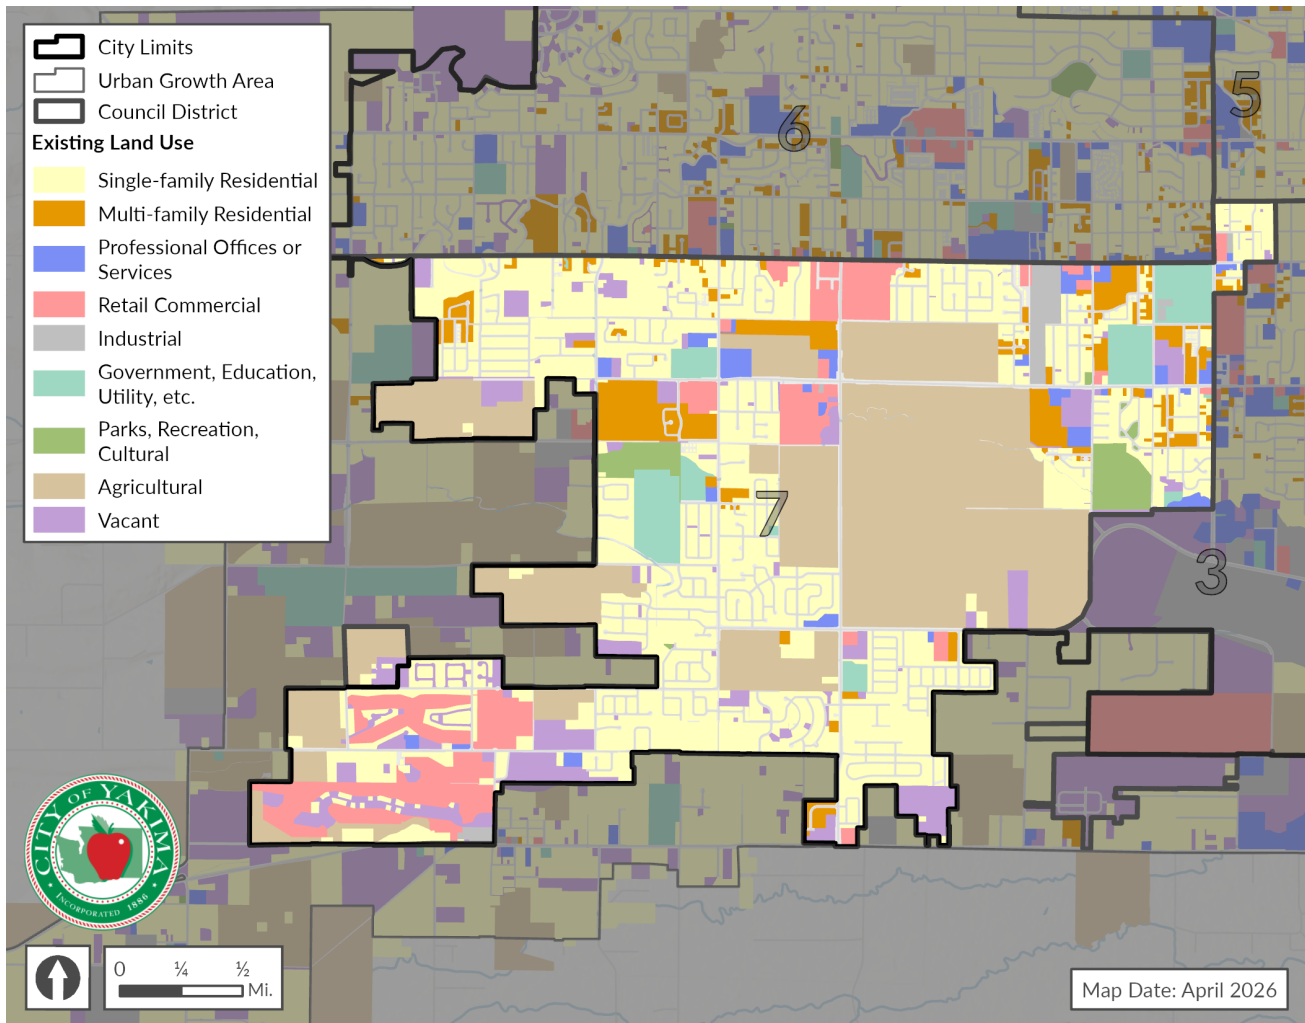 City Limits
Urban Growth Area
Council District
Existing Land Use
Single-family Residential
Multi-family Residential
Professional Offices or
Services
Retail Commercial
Industrial
Government, Education,
Utility, etc.
Parks, Recreation,
Cultural
Agricultural
Vacant
6
5
7
3
CITY OF YAKIMA
INCORPORATED 1886
0 ¼ ½
Mi.
Map Date: April 2026